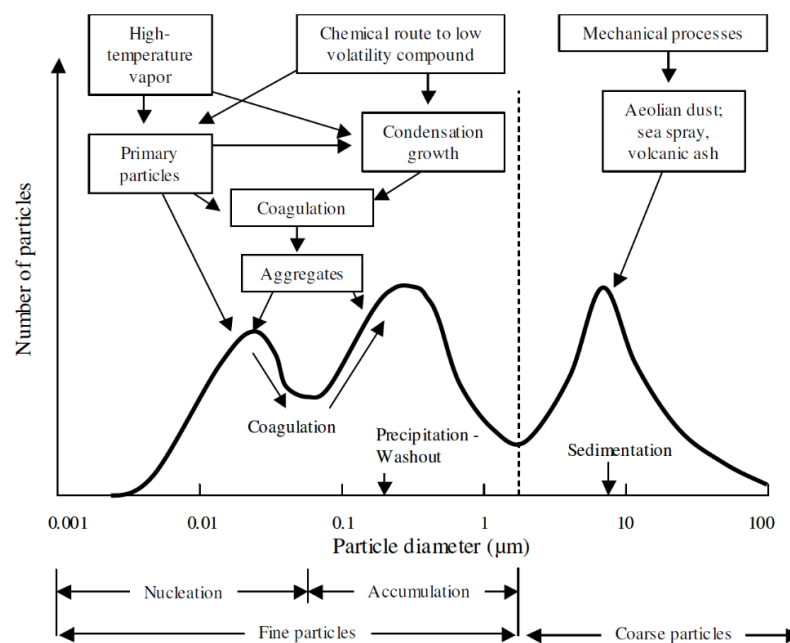 High-
temperature
vapor
Chemical route to low
volatility compound
Mechanical processes
Primary
particles
Condensation
growth
Aeolian dust;
sea spray,
volcanic ash
Coagulation
Aggregates
Number of particles
Coagulation
Precipitation -
Washout
Sedimentation
0.001
0.01
0.1
1
10
100
Particle diameter (µm)
Nucleation
Accumulation
Fine particles
Coarse particles